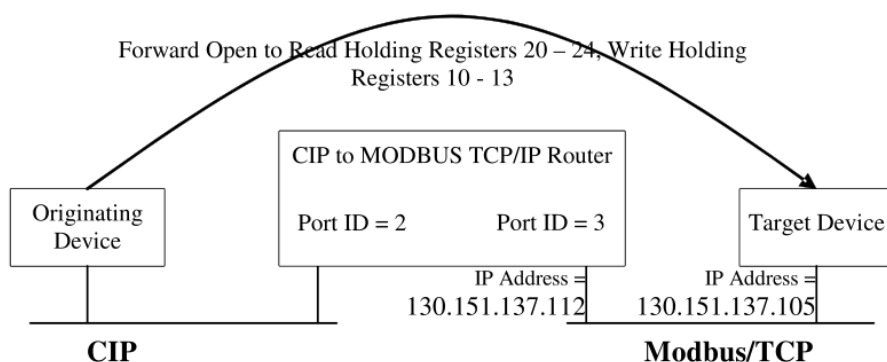 Forward Open to Read Holding Registers 20 – 24, Write Holding
Registers 10 - 13
CIP to MODBUS TCP/IP Router
Originating
Device
Port ID = 2
Port ID = 3
Target Device
IP Address =
130.151.137.112
IP Address =
130.151.137.105
CIP
Modbus/TCP